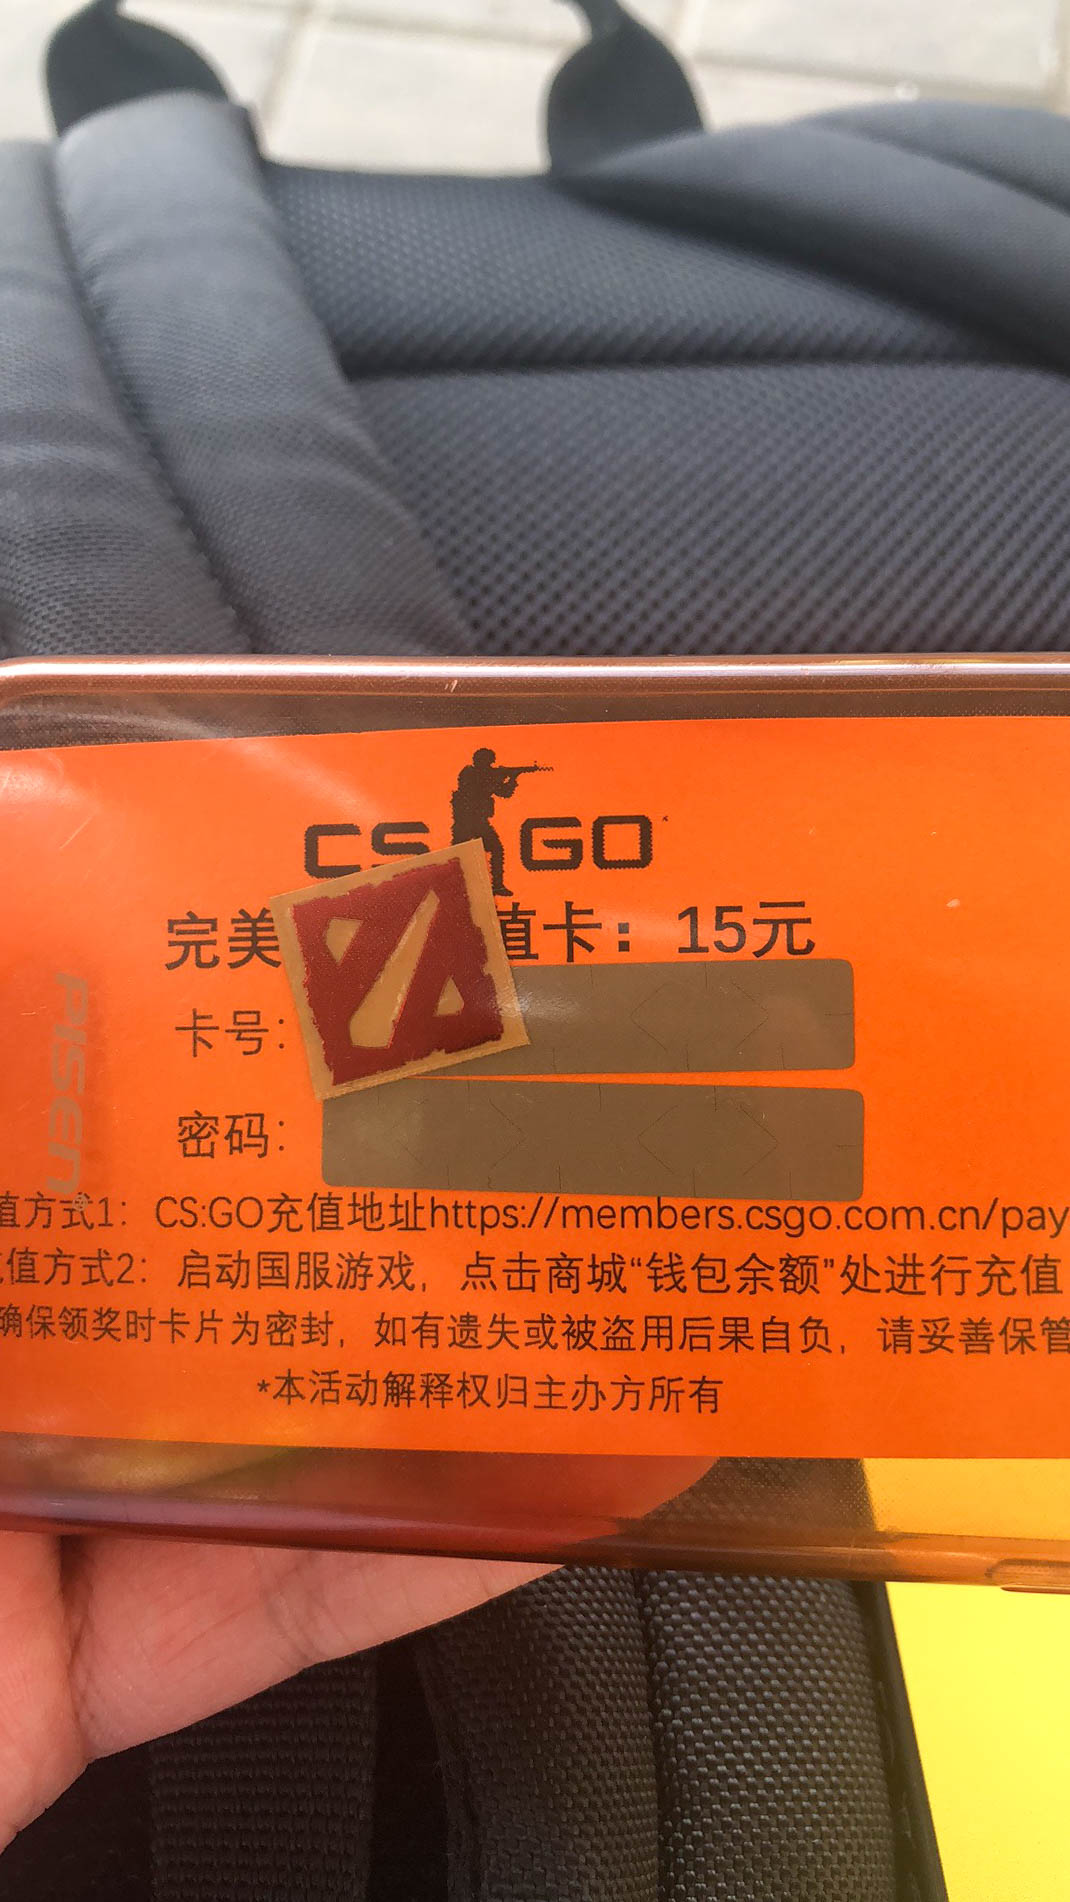 CS GO
完美 值卡：15元
卡号：
密码：
PISEN
值方式1：CS:GO充值地址https://members.csgo.com.cn/pay
值方式2：启动国服游戏，点击商城“钱包余额”处进行充值
确保领奖时卡片为密封，如有遗失或被盗用后果自负，请妥善保管
*本活动解释权归主办方所有